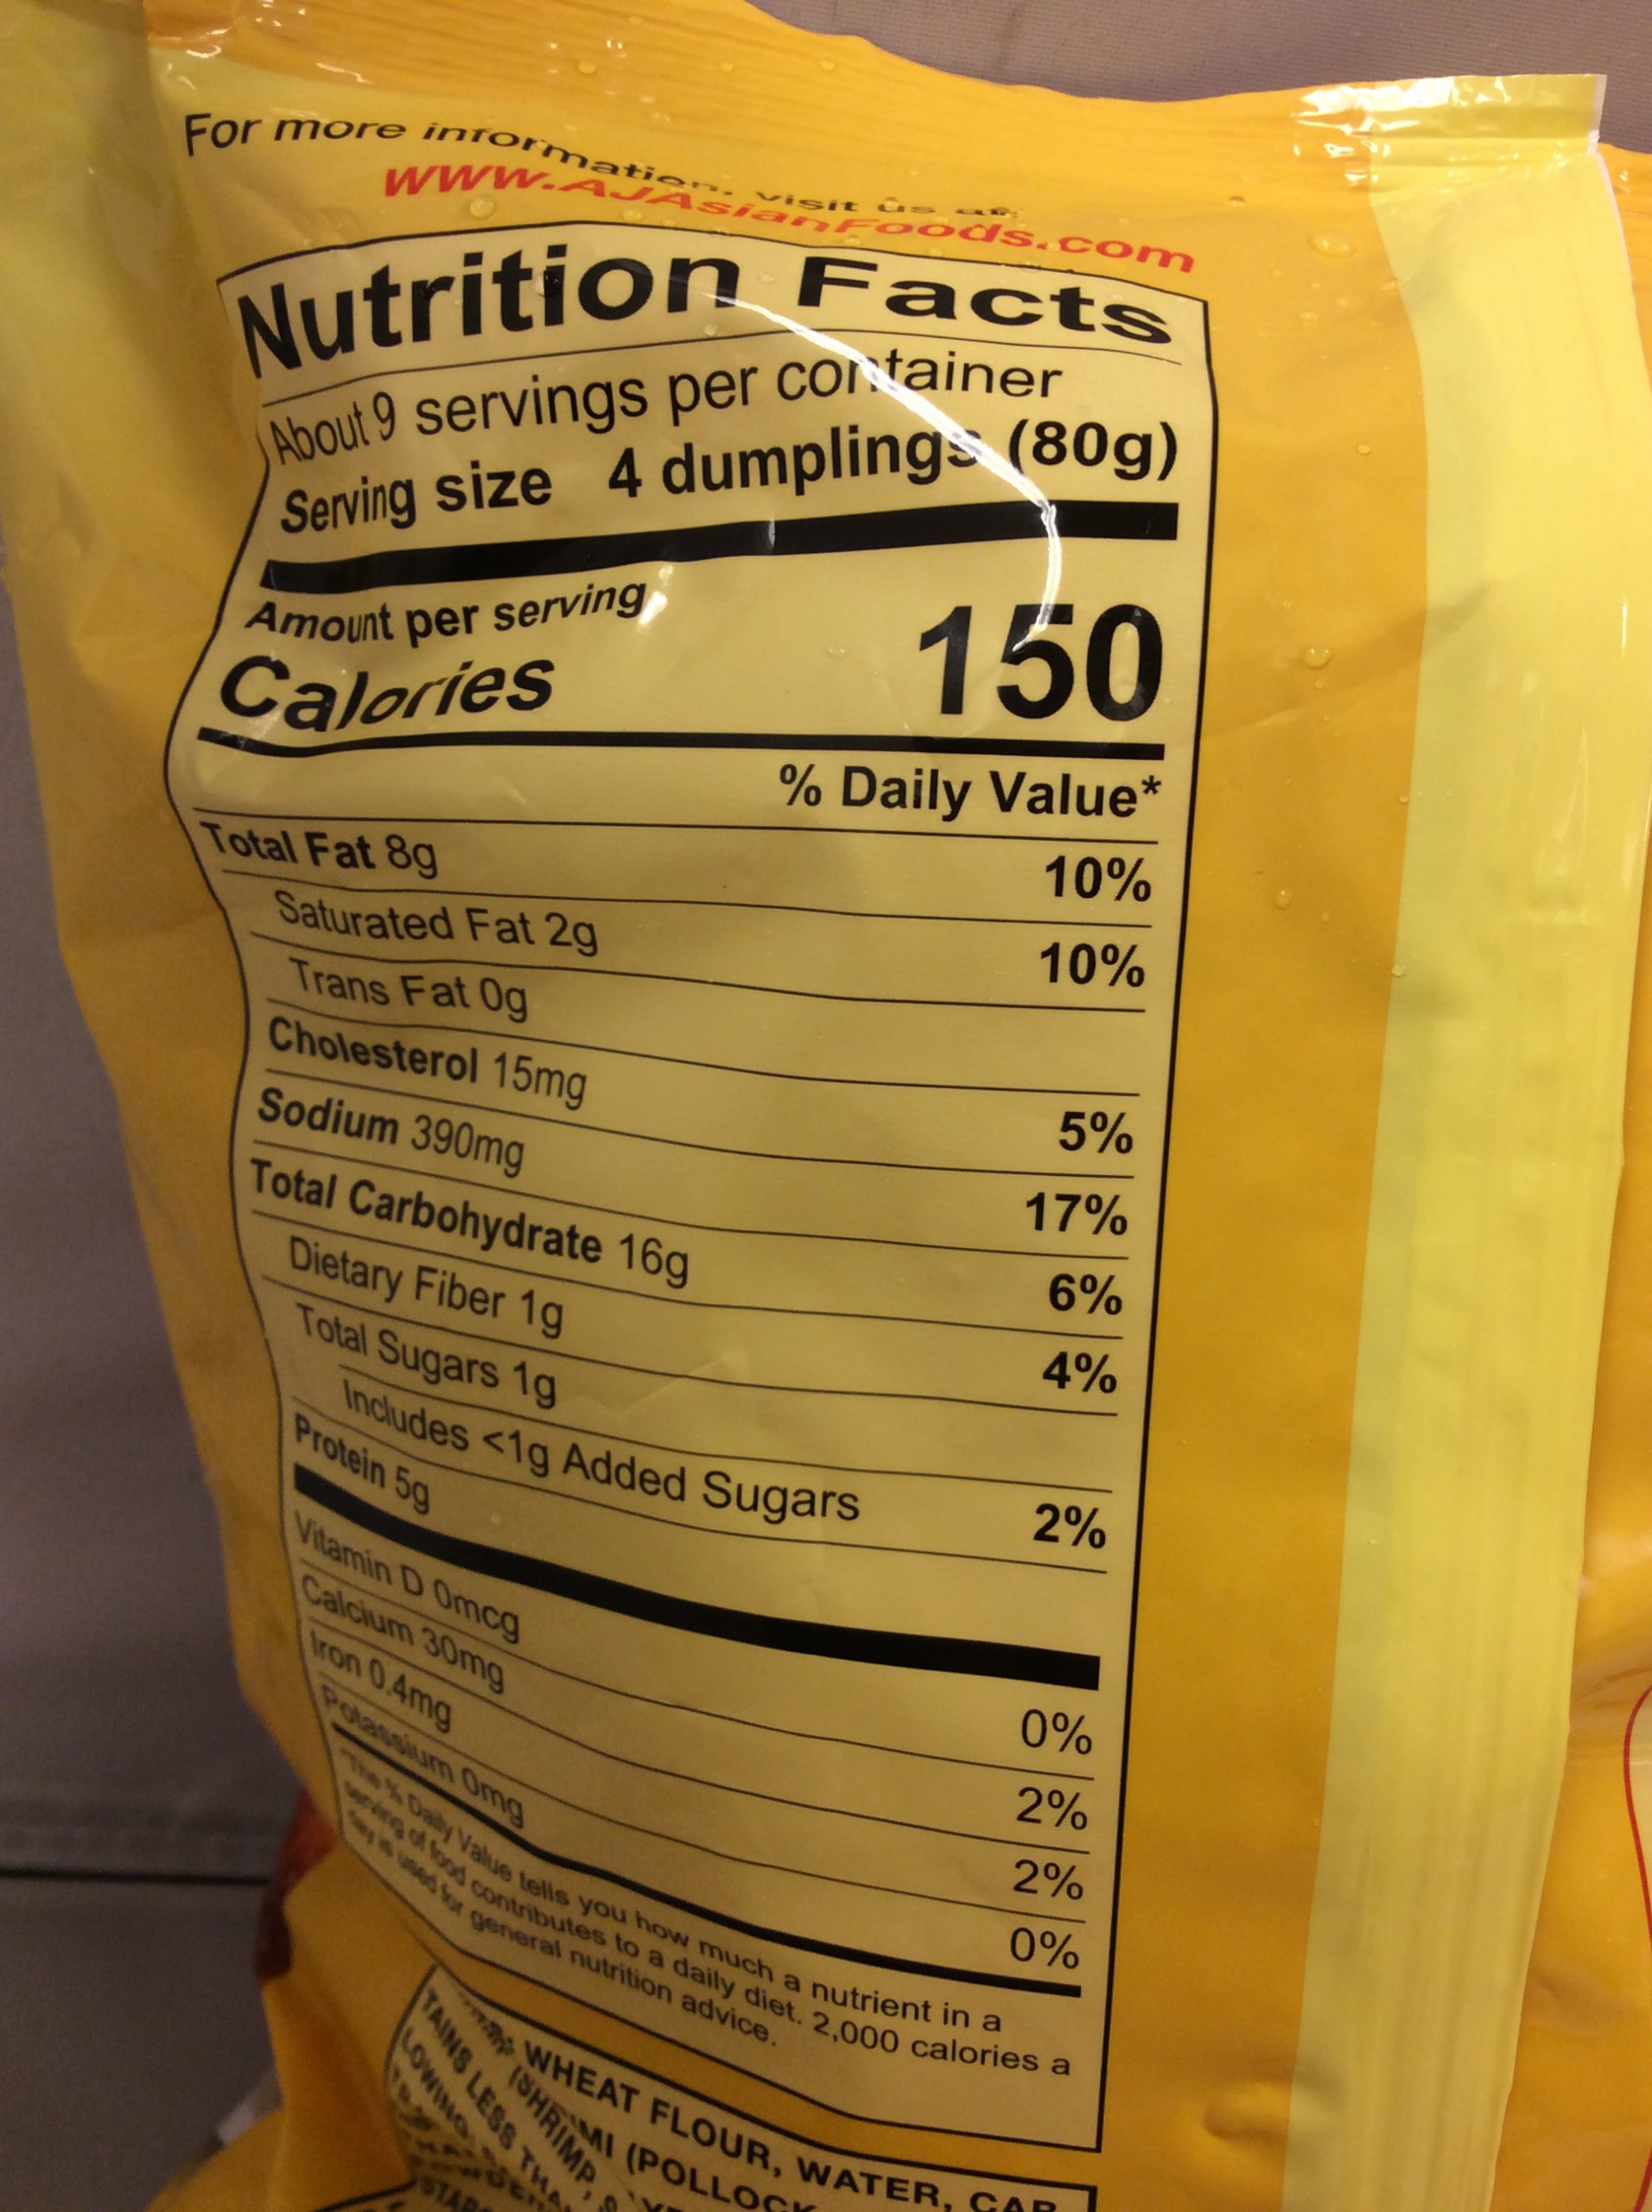 For more information, visit us at:
www.AJAsianFoods.com
Nutrition Facts
About 9 servings per container
Serving size 4 dumplings (80g)
Amount per serving
Calories 150
% Daily Value*
Total Fat 8g 10%
Saturated Fat 2g 10%
Trans Fat 0g
Cholesterol 15mg 5%
Sodium 390mg 17%
Total Carbohydrate 16g 6%
Dietary Fiber 1g 4%
Total Sugars 1g
Includes <1g Added Sugars 2%
Protein 5g
Vitamin D 0mcg 0%
Calcium 30mg 2%
Iron 0.4mg 2%
Potassium 0mg 0%
*The % Daily Value tells you how much a nutrient in a
serving of food contributes to a daily diet. 2,000 calories a
day is used for general nutrition advice.
WHEAT FLOUR, WATER, CAB
(SHRIMP, MI (POLLOCK
TAINS LESS THA
LOWING: